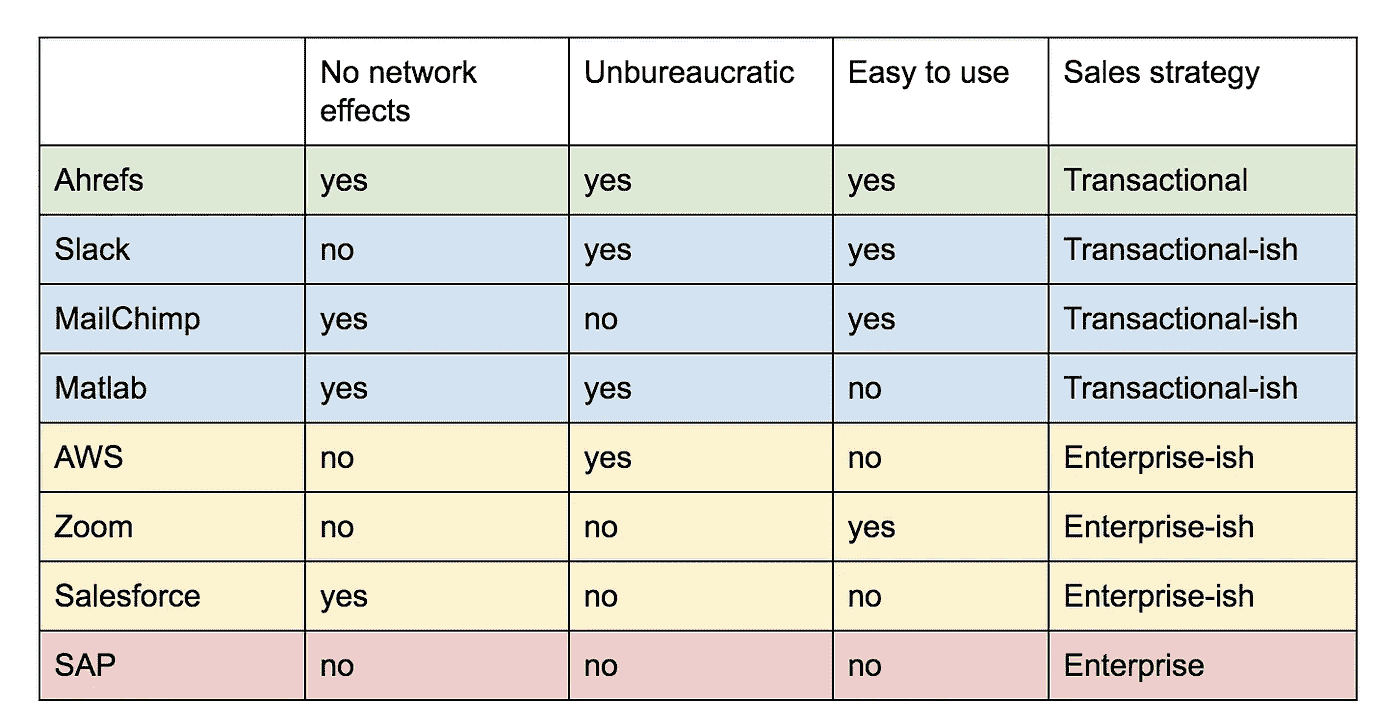 No network effects Unbureaucratic Easy to use Sales strategy
Ahrefs yes yes yes Transactional
Slack no yes yes Transactional-ish
MailChimp yes no yes Transactional-ish
Matlab yes yes no Transactional-ish
AWS no yes no Enterprise-ish
Zoom no no yes Enterprise-ish
Salesforce yes no no Enterprise-ish
SAP no no no Enterprise